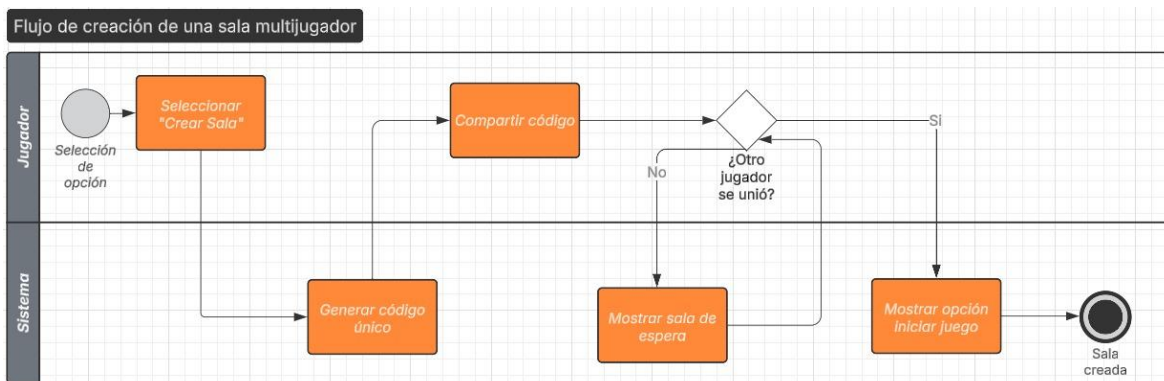 Flujo de creación de una sala multijugador
Jugador
Selección
de
opción
Seleccionar
"Crear Sala"
Compartir código
¿Otro
jugador
se unió?
No
Si
Sistema
Generar código
único
Mostrar sala de
espera
Mostrar opción
iniciar juego
Sala
creada